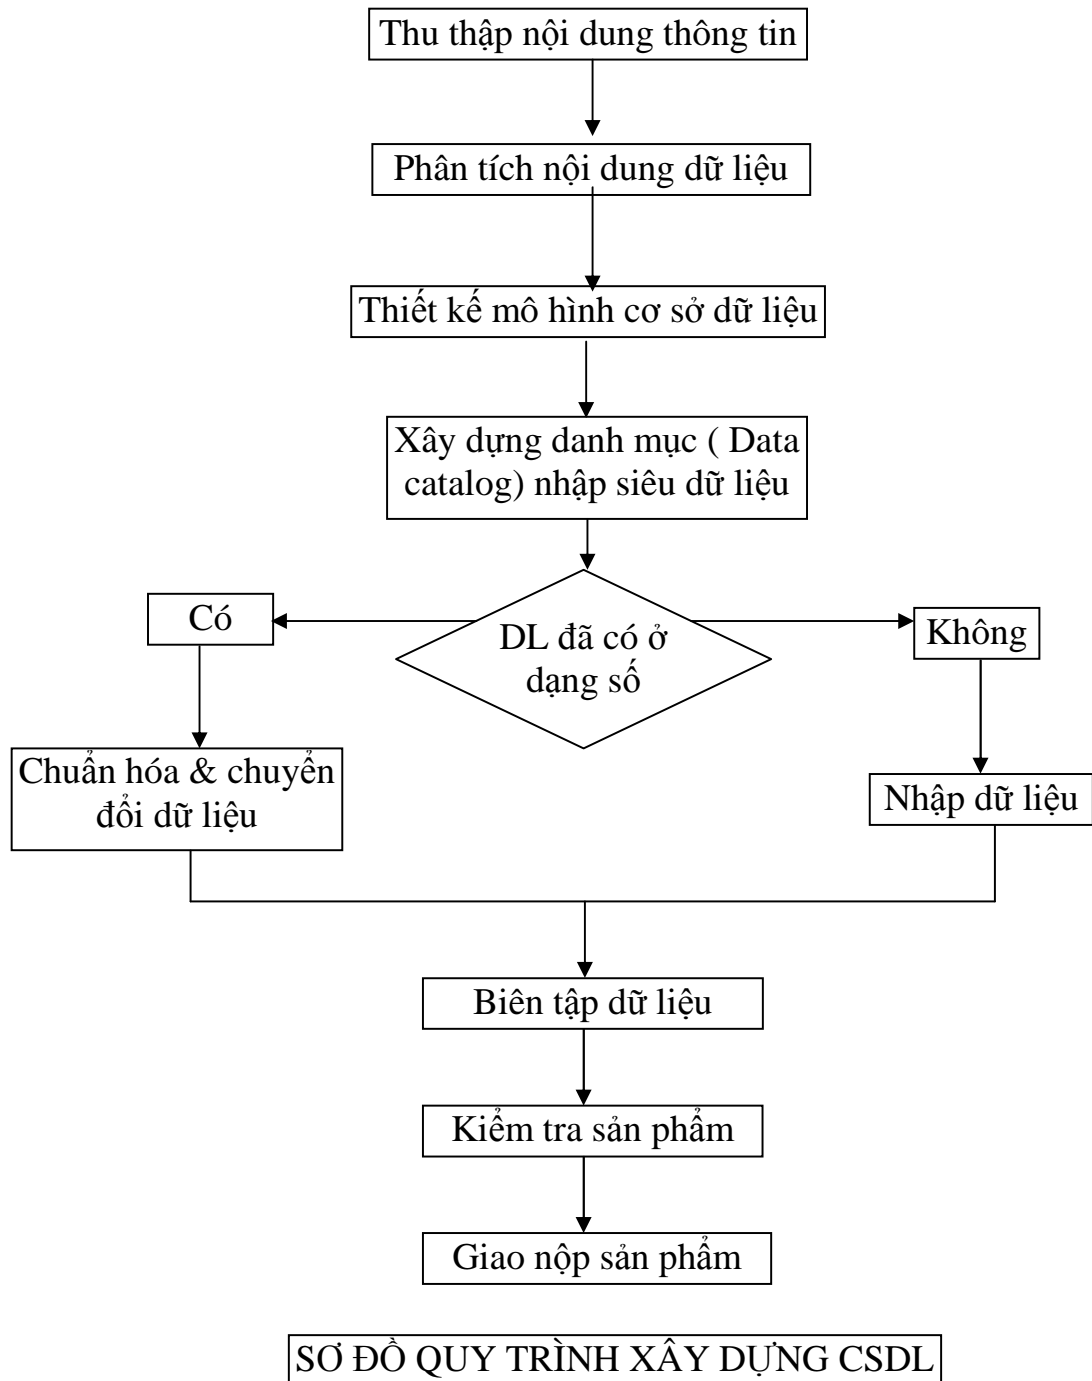 Thu thập nội dung thông tin
Phân tích nội dung dữ liệu
Thiết kế mô hình cơ sở dữ liệu
Xây dựng danh mục ( Data
catalog) nhập siêu dữ liệu
DL đã có ở
dạng số
Có
Không
Chuẩn hóa & chuyển
đổi dữ liệu
Nhập dữ liệu
Biên tập dữ liệu
Kiểm tra sản phẩm
Giao nộp sản phẩm
SƠ ĐỒ QUY TRÌNH XÂY DỰNG CSDL